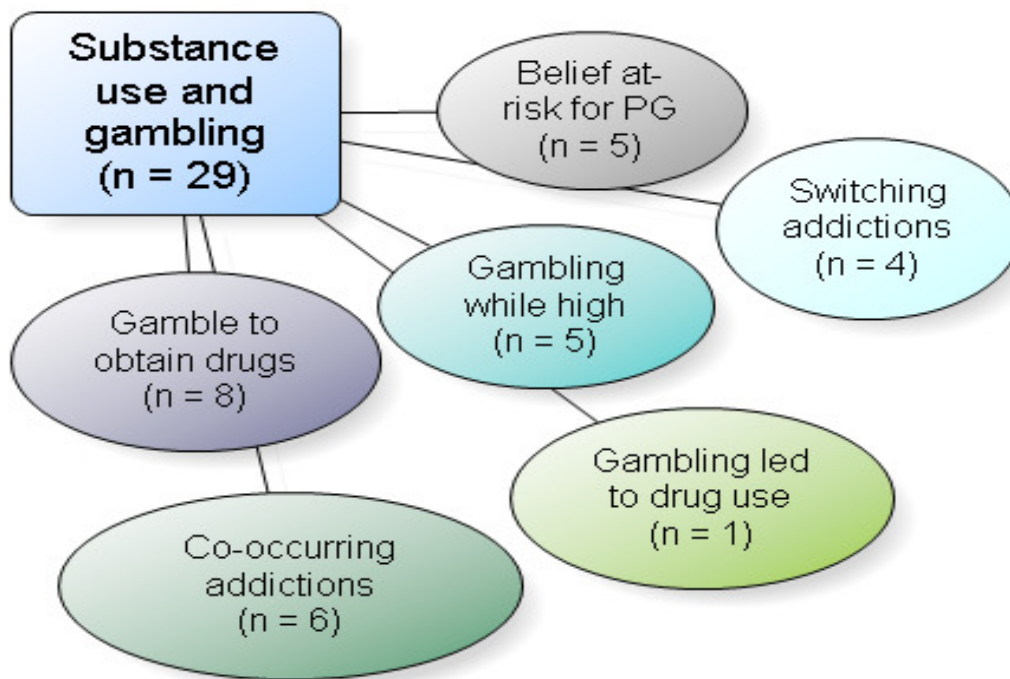 Substance
use and
gambling
(n = 29)
Belief at-
risk for PG
(n = 5)
Switching
addictions
(n = 4)
Gambling
while high
(n = 5)
Gamble to
obtain drugs
(n = 8)
Gambling led
to drug use
(n = 1)
Co-occurring
addictions
(n = 6)